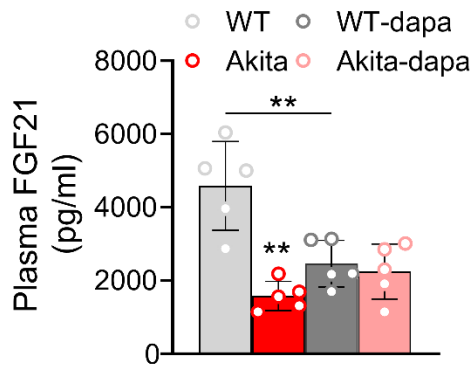 WT WT-dapa
Akita Akita-dapa
8000
6000
4000
2000
0
Plasma FGF21
(pg/ml)
**
**